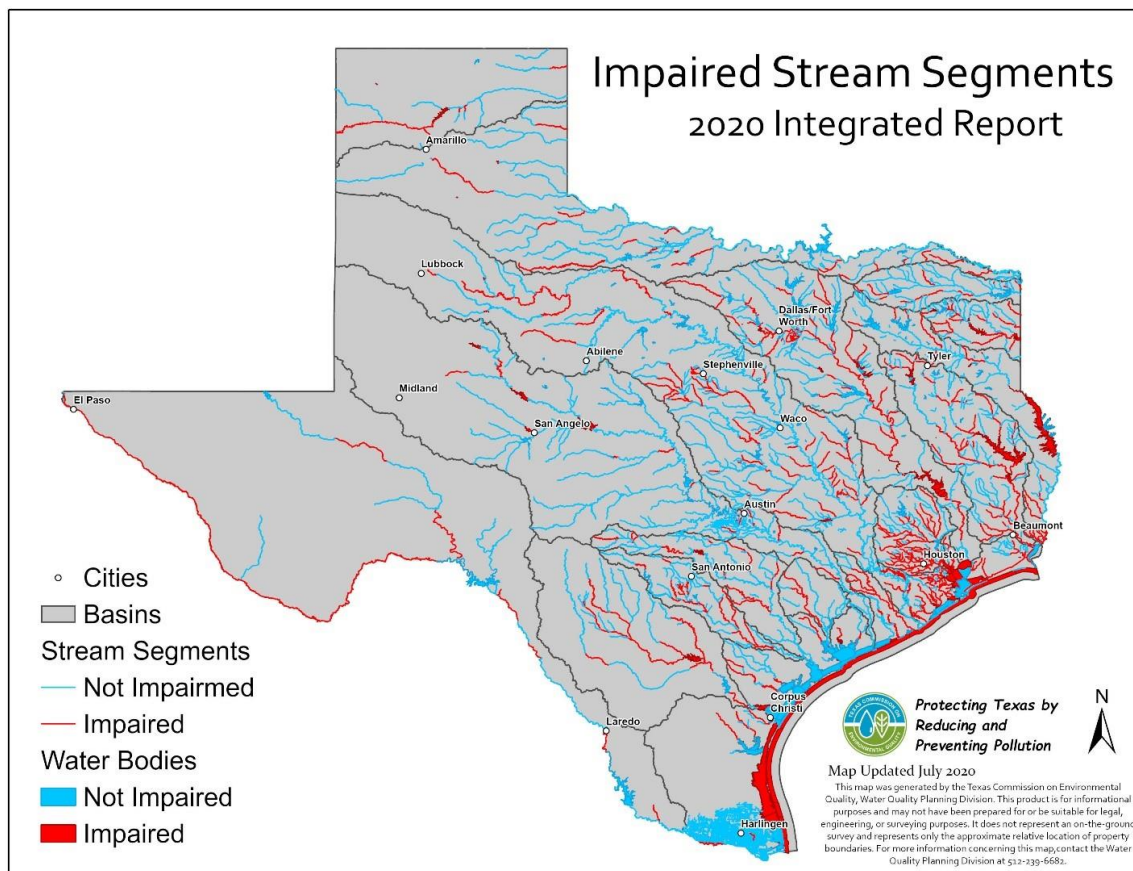 Impaired Stream Segments
2020 Integrated Report
Amarillo
Lubbock
Dallas/Fort
Worth
Abilene
Stephenville
Tyler
Midland
El Paso
San Angelo
Waco
Austin
Beaumont
Houston
San Antonio
Cities
Basins
Stream Segments
Not Impairmed
Impaired
Water Bodies
Not Impaired
Impaired
Laredo
Corpus
Christi
Harlingen
TEXAS COMMISSION ON
ENVIRONMENTAL QUALITY
Protecting Texas by
Reducing and
Preventing Pollution
N
Map Updated July 2020
This map was generated by the Texas Commission on Environmental
Quality, Water Quality Planning Division. This product is for informational
purposes and may not have been prepared for or be suitable for legal,
engineering, or surveying purposes. It does not represent an on-the-ground
survey and represents only the approximate relative location of property
boundaries. For more information concerning this map,contact the Water
Quality Planning Division at 512-239-6682.